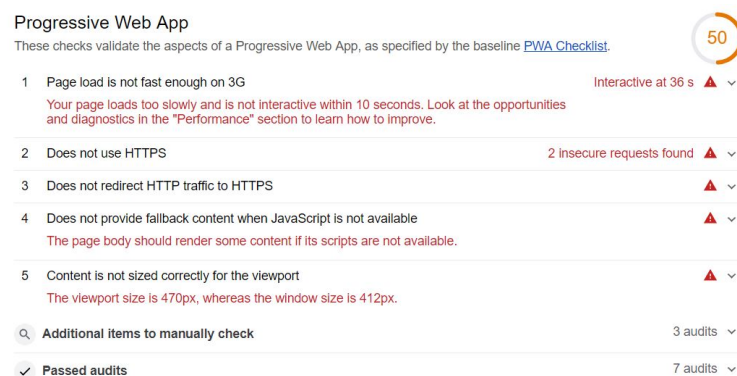 Progressive Web App
These checks validate the aspects of a Progressive Web App, as specified by the baseline PWA Checklist.
50
1 Page load is not fast enough on 3G Interactive at 36 s
Your page loads too slowly and is not interactive within 10 seconds. Look at the opportunities
and diagnostics in the "Performance" section to learn how to improve.
2 Does not use HTTPS 2 insecure requests found
3 Does not redirect HTTP traffic to HTTPS
4 Does not provide fallback content when JavaScript is not available
The page body should render some content if its scripts are not available.
5 Content is not sized correctly for the viewport
The viewport size is 470px, whereas the window size is 412px.
Additional items to manually check 3 audits
Passed audits 7 audits